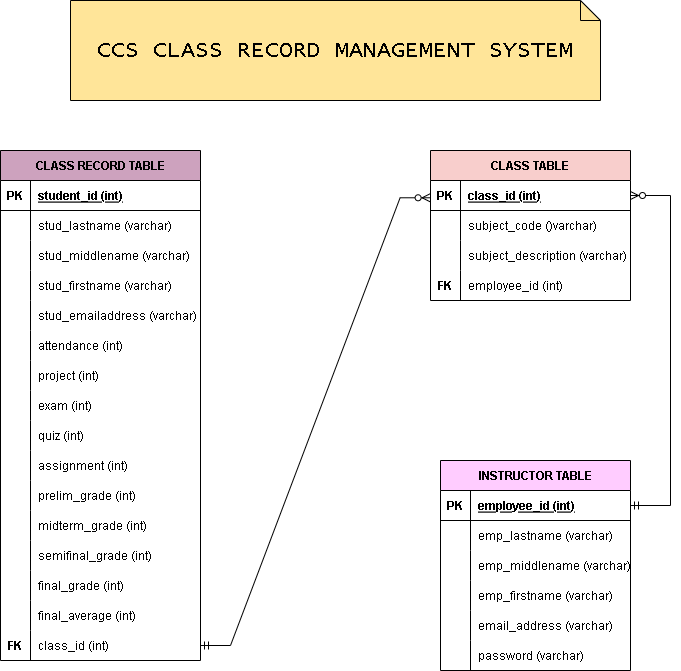 CCS CLASS RECORD MANAGEMENT SYSTEM
CLASS RECORD TABLE
PK student_id (int)
stud_lastname (varchar)
stud_middlename (varchar)
stud_firstname (varchar)
stud_emailaddress (varchar)
attendance (int)
project (int)
exam (int)
quiz (int)
assignment (int)
prelim_grade (int)
midterm_grade (int)
semifinal_grade (int)
final_grade (int)
final_average (int)
FK class_id (int)
CLASS TABLE
PK class_id (int)
subject_code ()varchar)
subject_description (varchar)
FK employee_id (int)
INSTRUCTOR TABLE
PK employee_id (int)
emp_lastname (varchar)
emp_middlename (varchar)
emp_firstname (varchar)
email_address (varchar)
password (varchar)